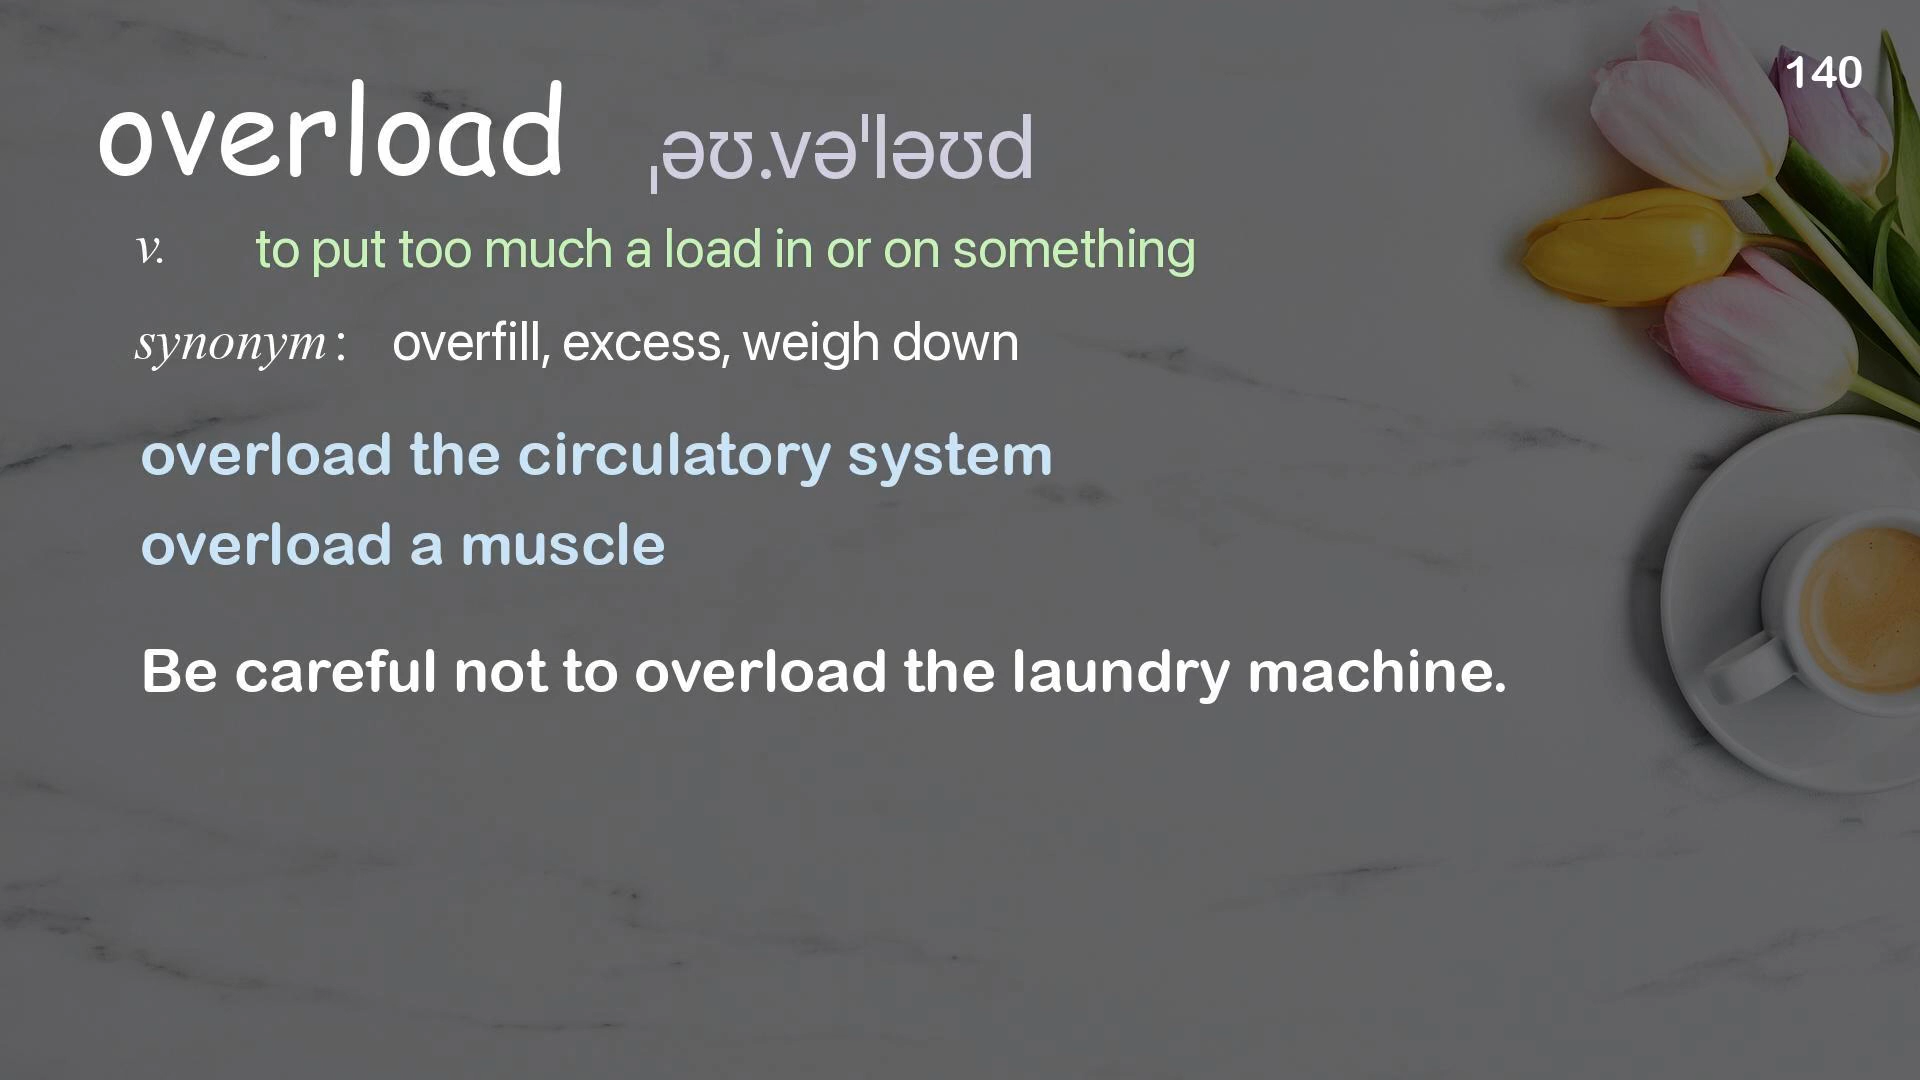 140
overload ˌəʊ.vəˈləʊd
v. to put too much a load in or on something
synonym : overfill, excess, weigh down
overload the circulatory system
overload a muscle
Be careful not to overload the laundry machine.